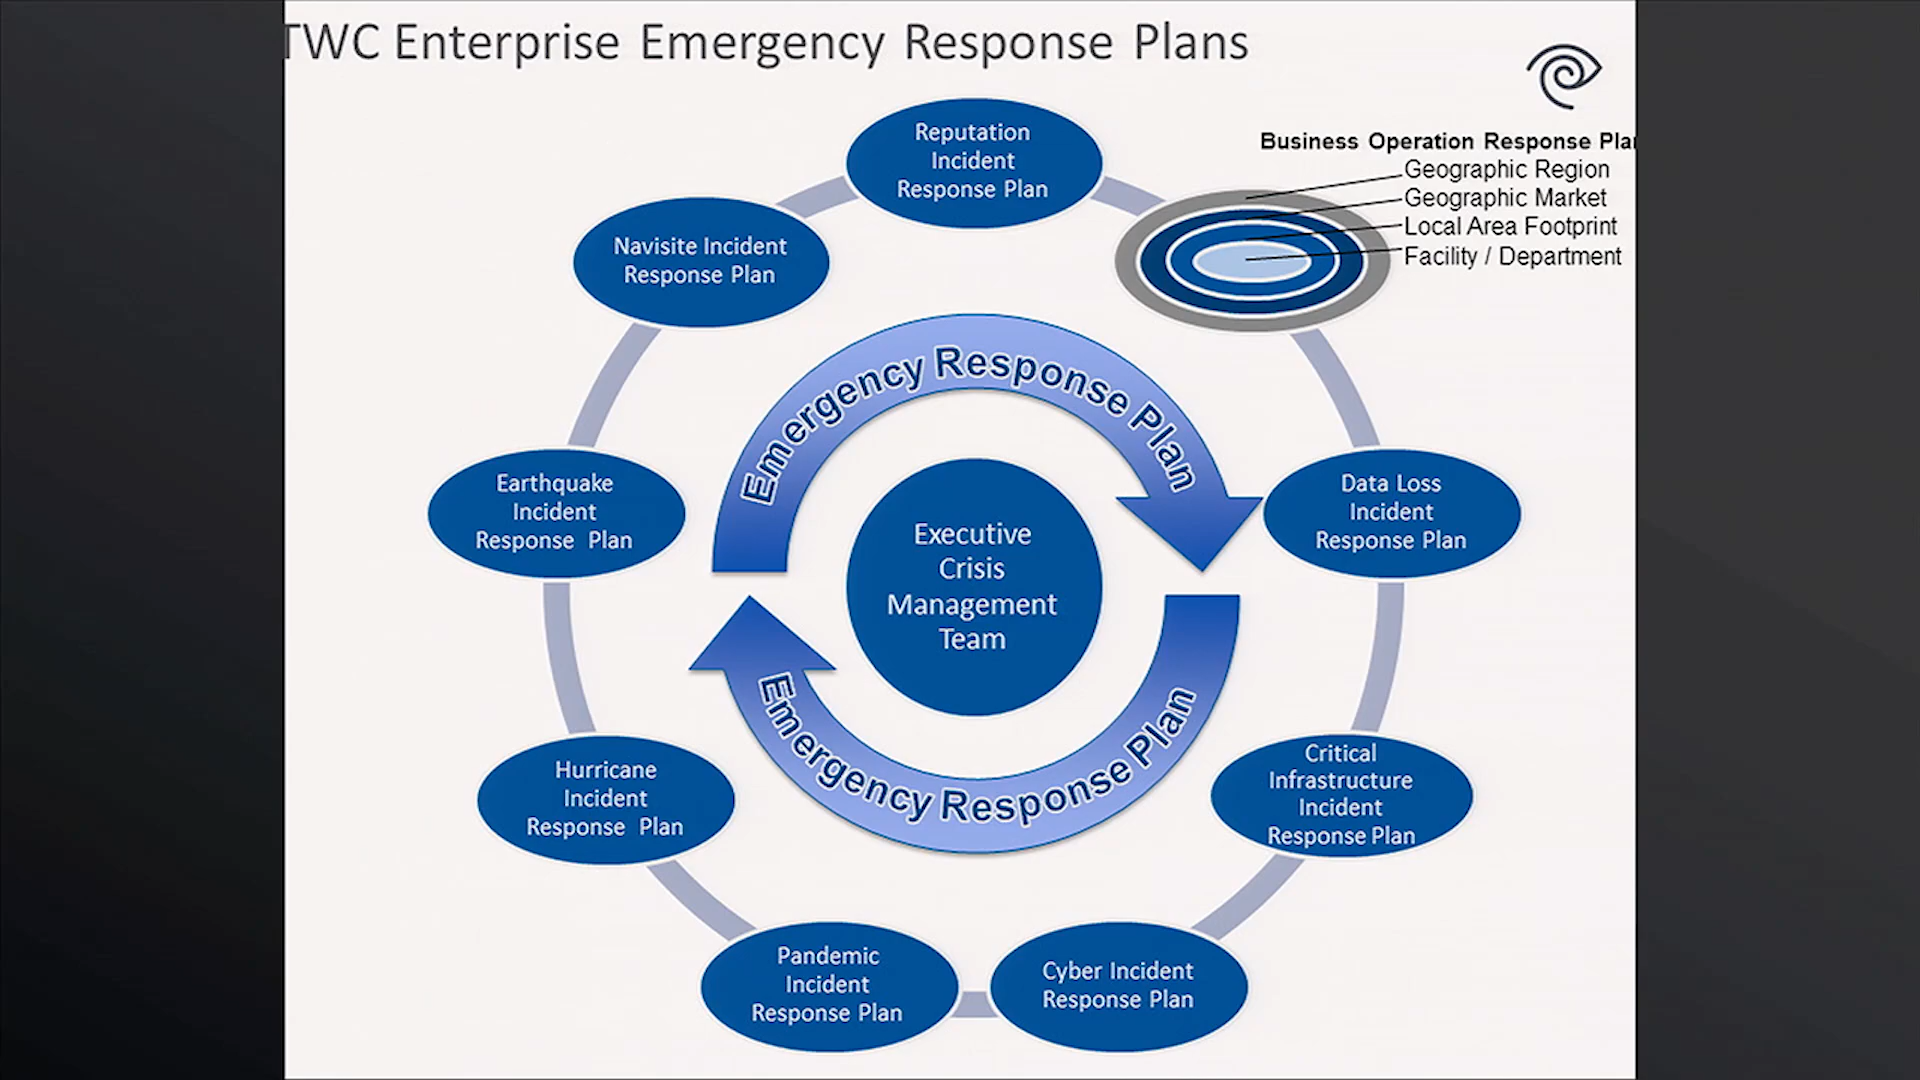 TWC Enterprise Emergency Response Plans
Reputation
Incident
Response Plan
Business Operation Response Plan
Geographic Region
Geographic Market
Local Area Footprint
Facility / Department
Navisite Incident
Response Plan
Emergency Response Plan
Earthquake
Incident
Response Plan
Executive
Crisis
Management
Team
Data Loss
Incident
Response Plan
Emergency Response Plan
Hurricane
Incident
Response Plan
Critical
Infrastructure
Incident
Response Plan
Pandemic
Incident
Response Plan
Cyber Incident
Response Plan